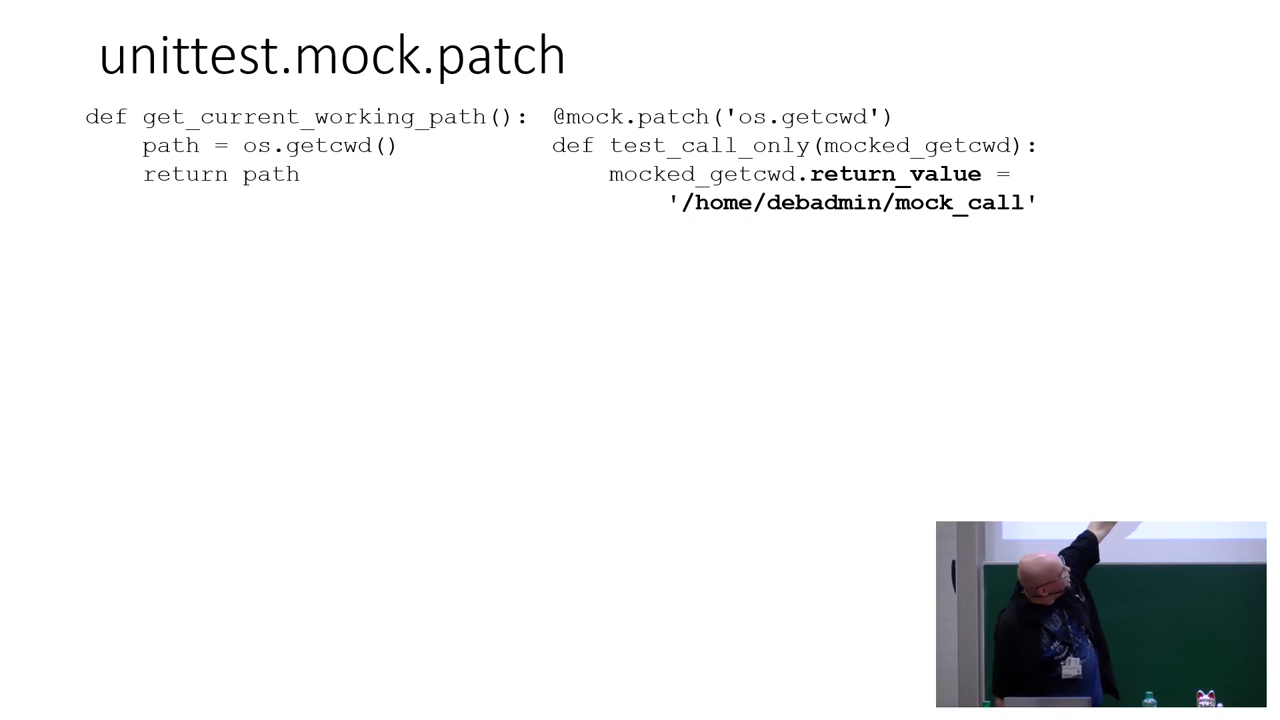 unittest.mock.patch
def get_current_working_path():
    path = os.getcwd()
    return path
@mock.patch('os.getcwd')
def test_call_only(mocked_getcwd):
    mocked_getcwd.return_value =
        '/home/debadmin/mock_call'